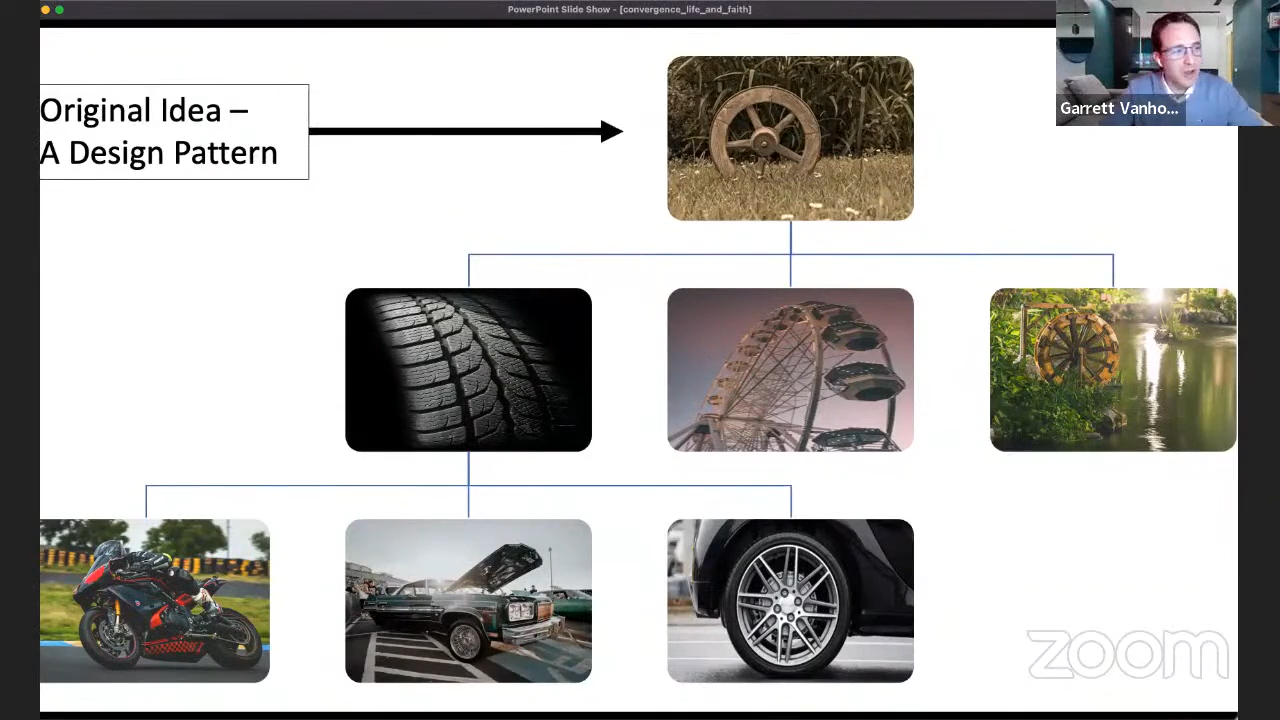 PowerPoint Slide Show - [convergence_life_and_faith]
Original Idea –
A Design Pattern
Garrett Vanho...
zoom